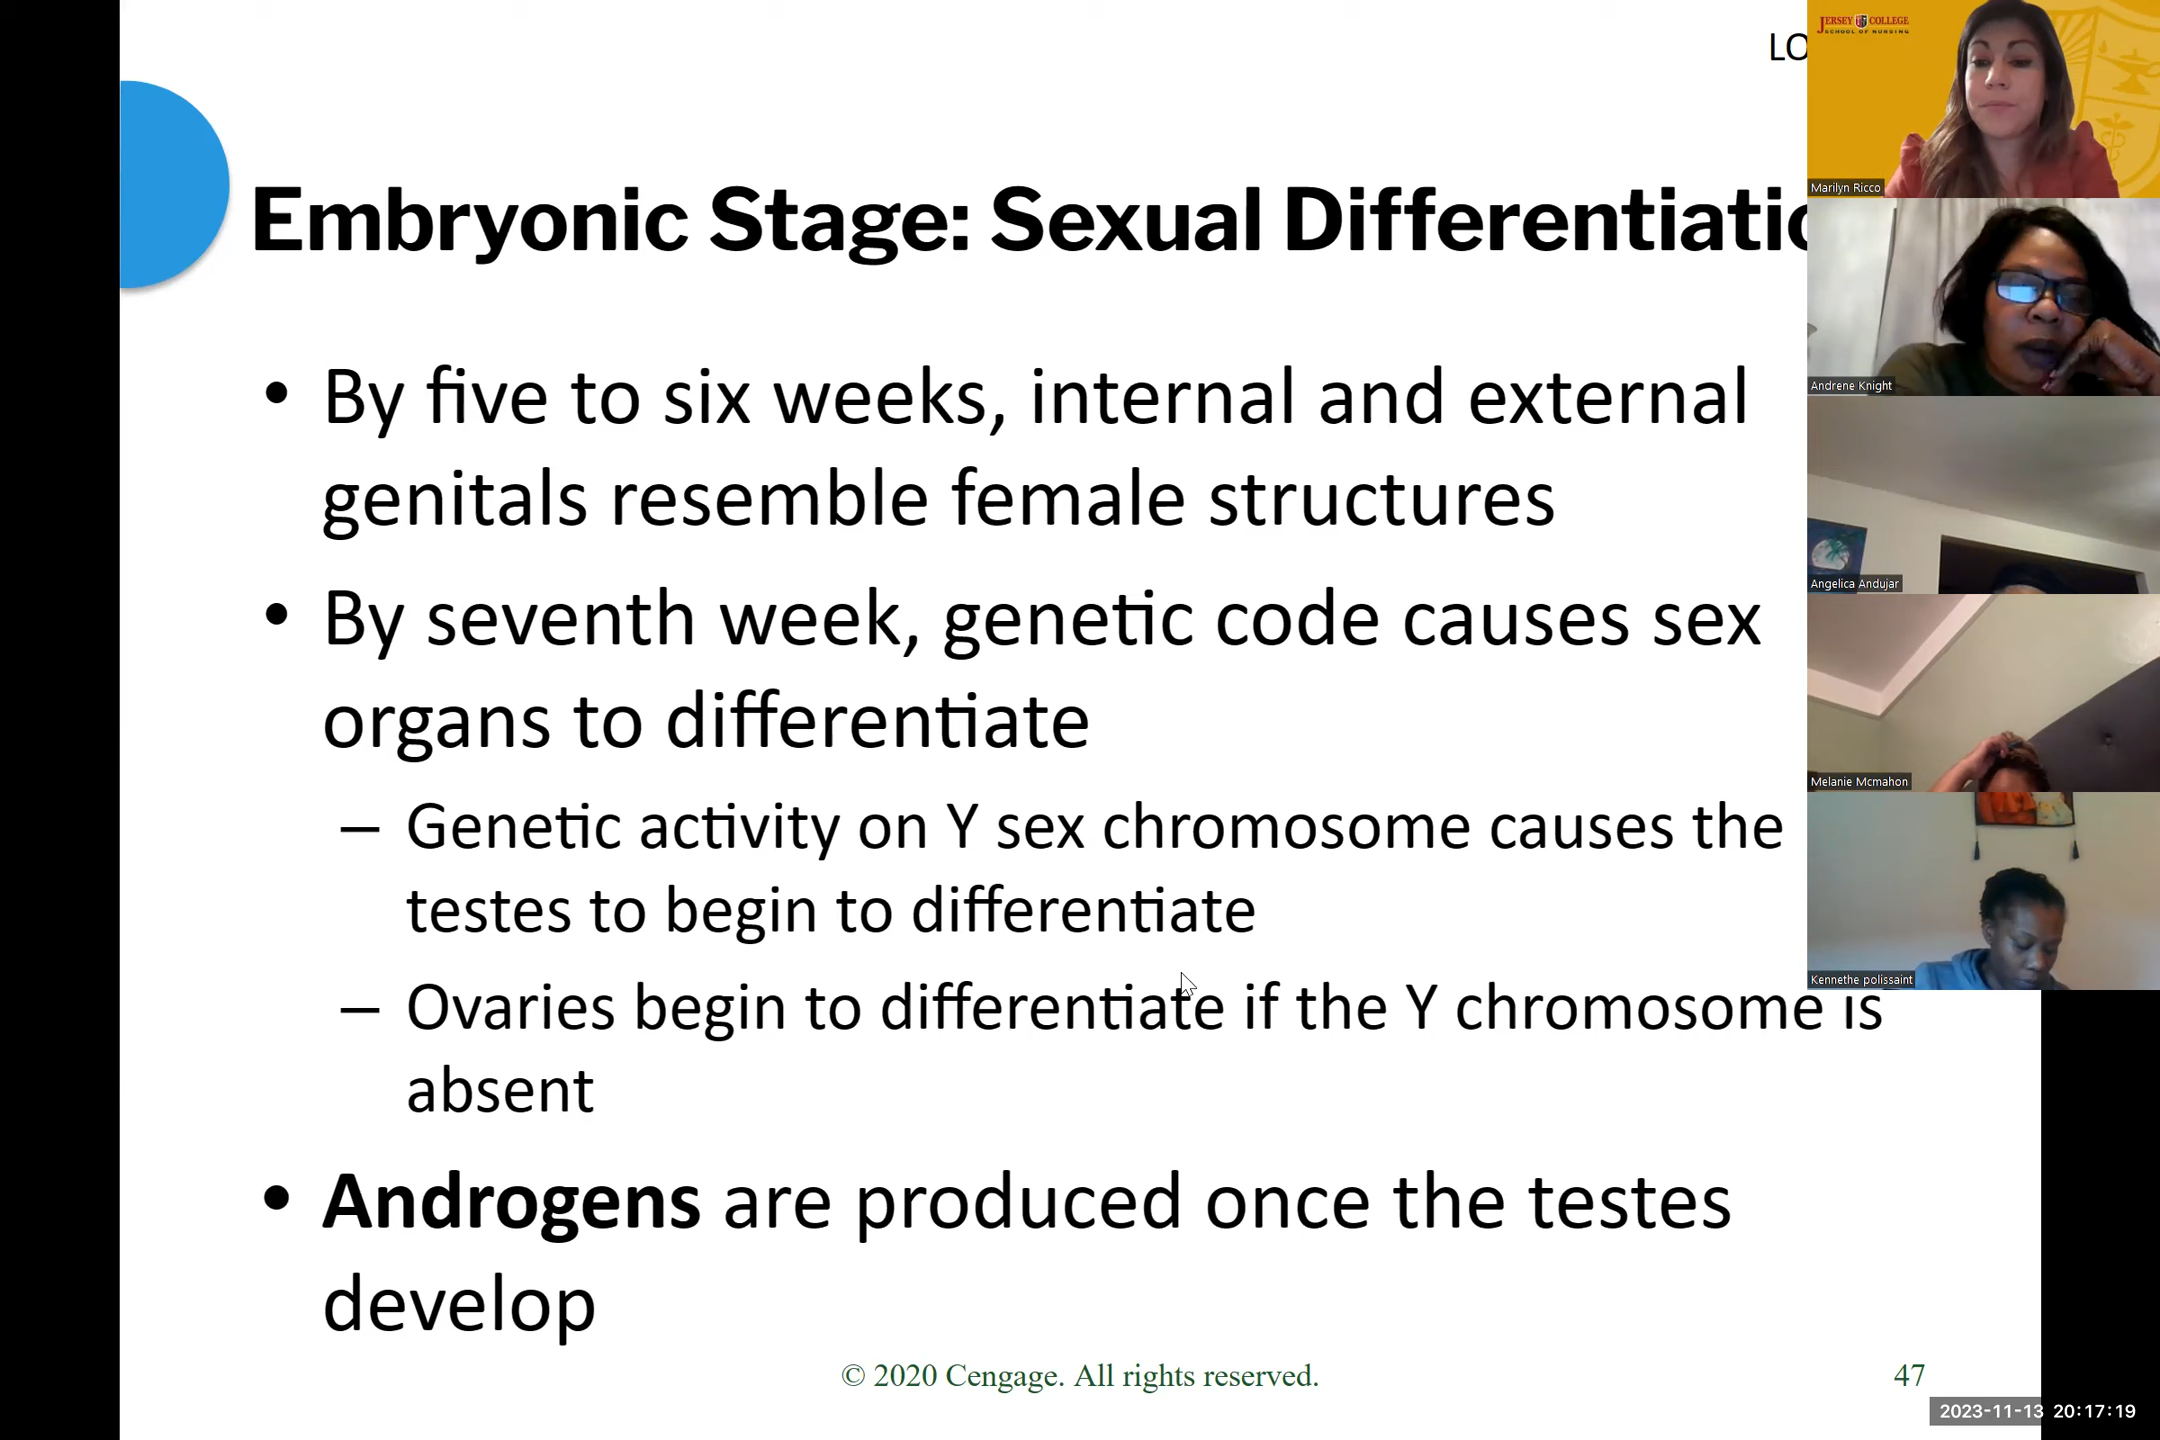 LO
JERSEY COLLEGE
SCHOOL OF NURSING
Marilyn Ricco
Embryonic Stage: Sexual Differentiatio
Andrene Knight
• By five to six weeks, internal and external
genitals resemble female structures
Angelica Andujar
• By seventh week, genetic code causes sex
organs to differentiate
Melanie Mcmahon
– Genetic activity on Y sex chromosome causes the
testes to begin to differentiate
Kennethe polissaint
– Ovaries begin to differentiate if the Y chromosome is
absent
• Androgens are produced once the testes
develop
© 2020 Cengage. All rights reserved.
47
2023-11-13 20:17:19